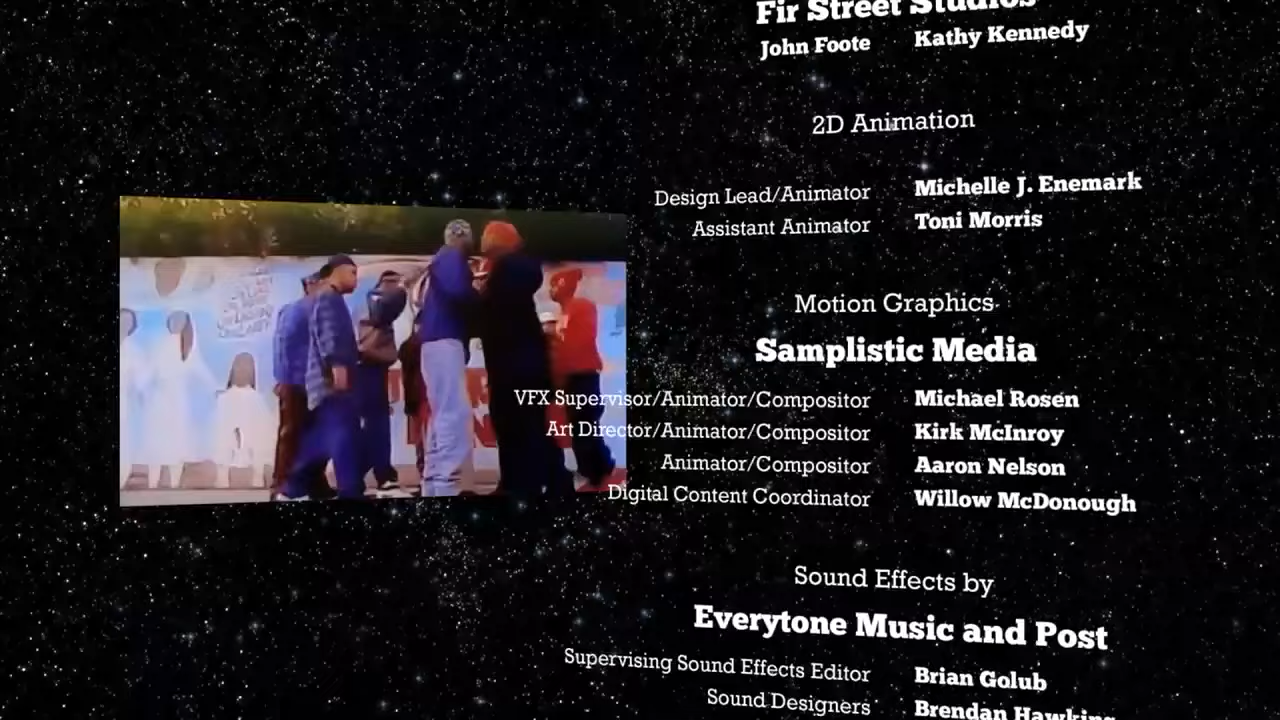 Fir Street Studios
John Foote Kathy Kennedy
2D Animation
Design Lead/Animator Michelle J. Enemark
Assistant Animator Toni Morris
Motion Graphics
Samplistic Media
VFX Supervisor/Animator/Compositor Michael Rosen
Art Director/Animator/Compositor Kirk McInroy
Animator/Compositor Aaron Nelson
Digital Content Coordinator Willow McDonough
Sound Effects by
Everytone Music and Post
Supervising Sound Effects Editor Brian Golub
Sound Designers Brendan Hawkins